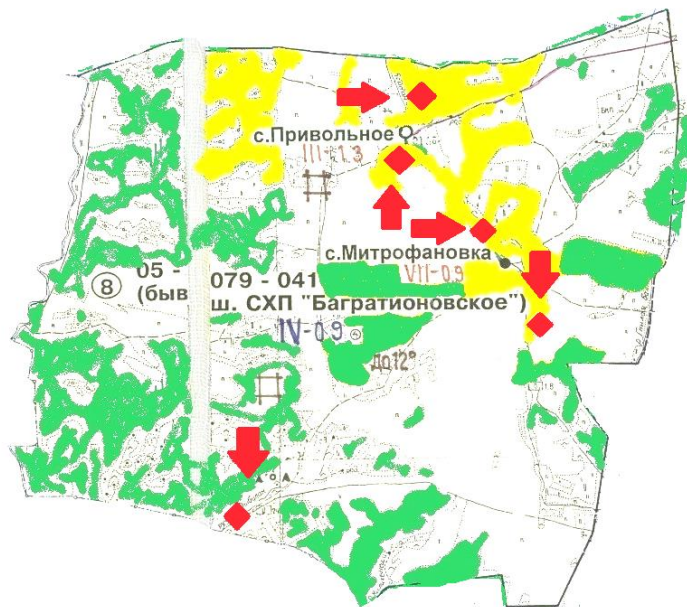 с.Привольное
III-1.3
с.Митрофановка
VII-0.9
8
05 - 079 - 041
(быв ш. СХП "Багратионовское")
IV-0.9 4
До12°